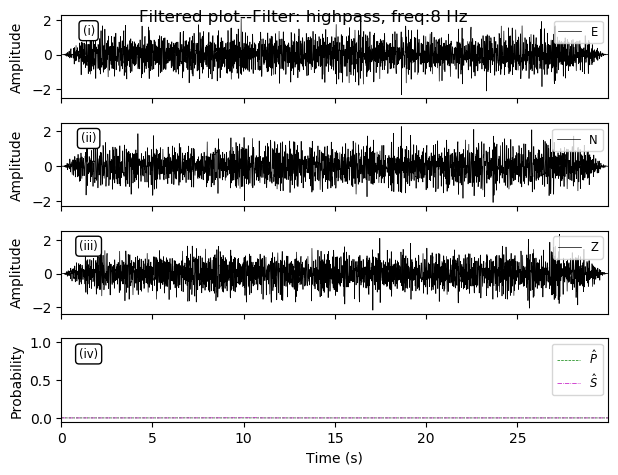 Filtered plot--Filter: highpass, freq:8 Hz
2
0
−2
Amplitude
(i)
E
2
0
−2
Amplitude
(ii)
N
2
0
−2
Amplitude
(iii)
Z
1.0
0.5
0.0
Probability
(iv)
P̂
Ŝ
0 5 10 15 20 25
Time (s)